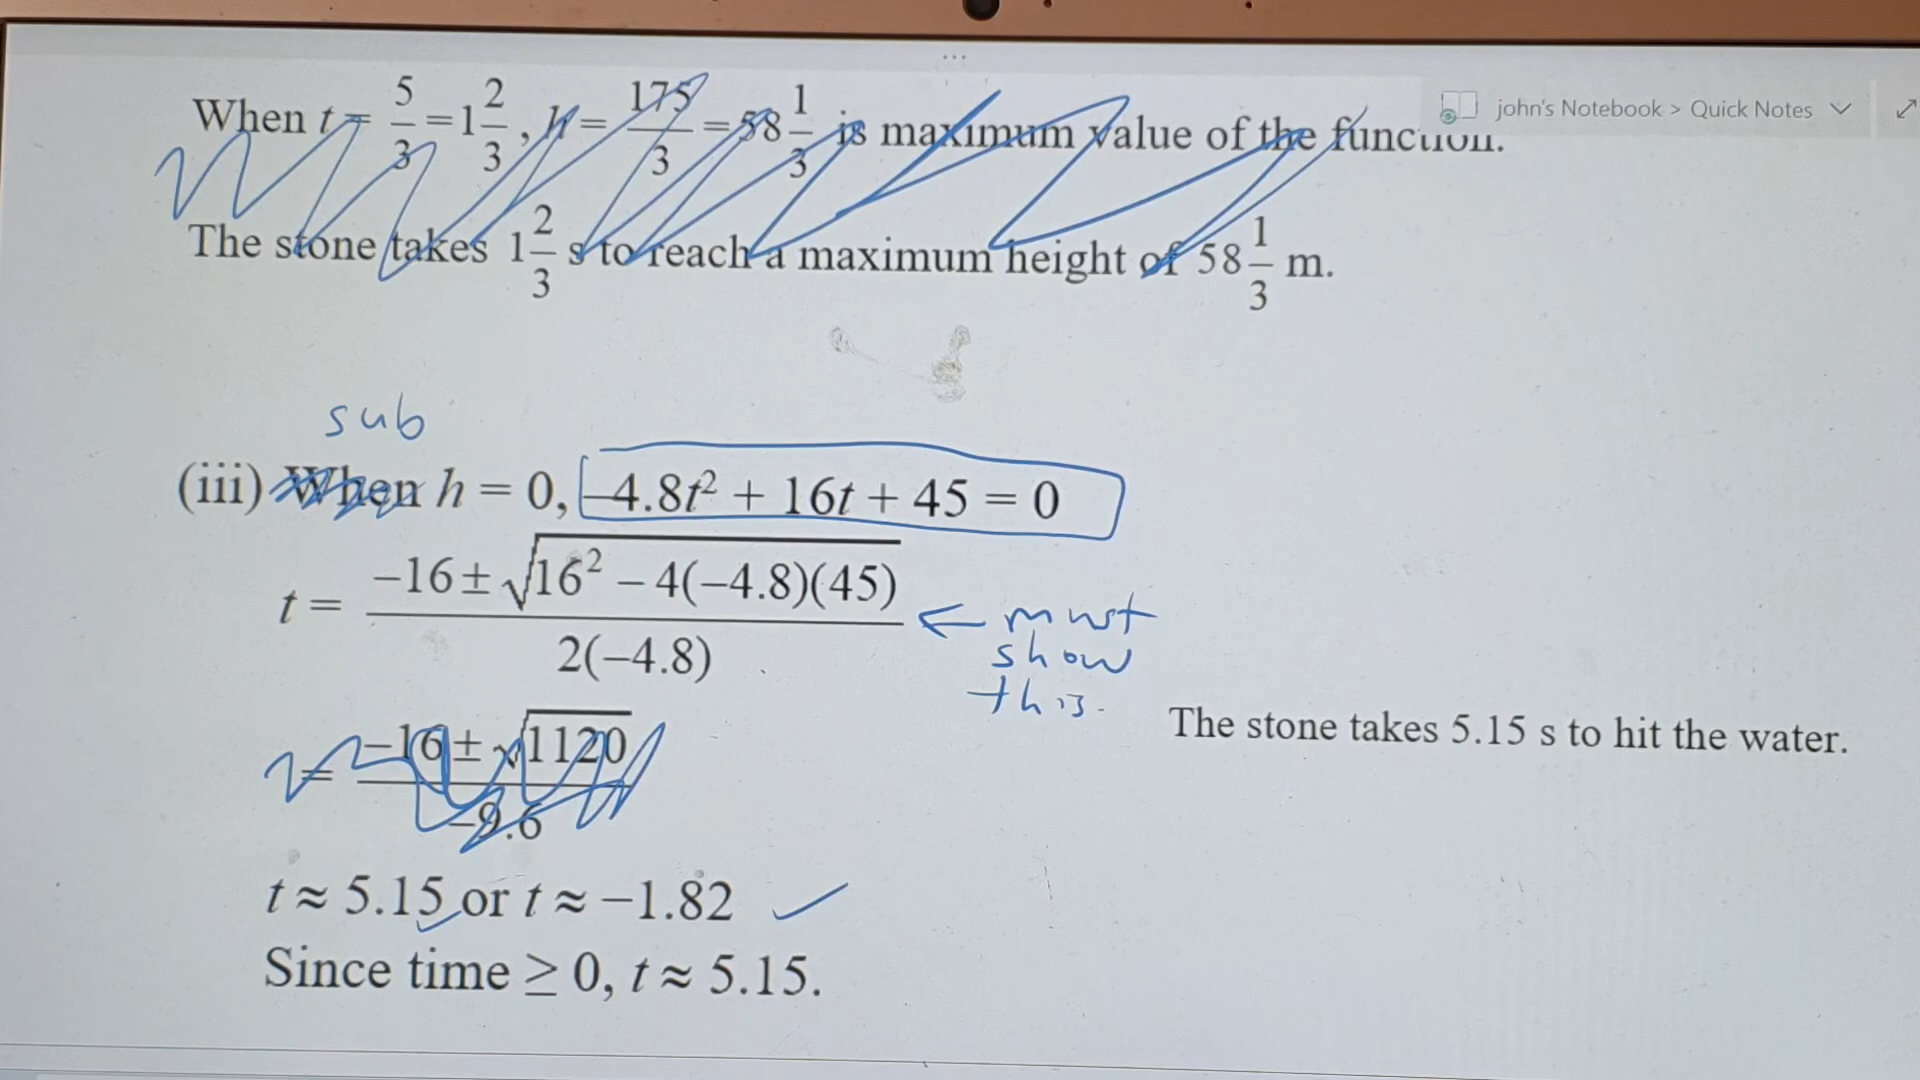 john's Notebook > Quick Notes
When t = 5/3 = 1 2/3, h = 175/3 = 58 1/3 is maximum value of the function.
The stone takes 1 2/3 s to reach a maximum height of 58 1/3 m.
sub
(iii) When h = 0, –4.8t² + 16t + 45 = 0
t = (–16 ± √(16² – 4(–4.8)(45))) / (2(–4.8))
← must
show
this.
= (–16 ± √1120) / –9.6
The stone takes 5.15 s to hit the water.
t ≈ 5.15 or t ≈ –1.82 ✓
Since time ≥ 0, t ≈ 5.15.